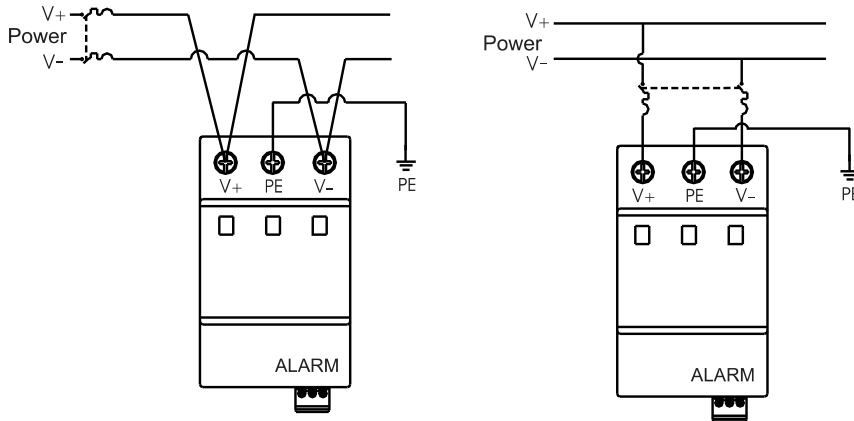 V+
Power
V-
V+ PE V-
PE
ALARM
V+
Power
V-
V+ PE V-
PE
ALARM